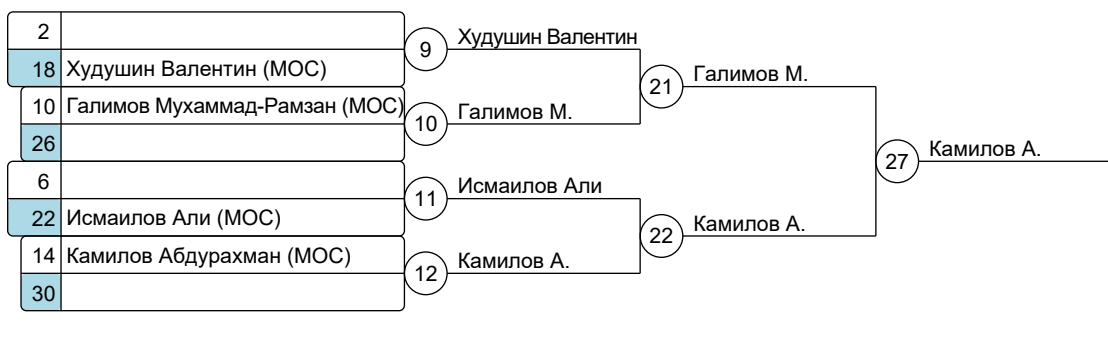 2
18 Худушин Валентин (МОС)
9
Худушин Валентин
10 Галимов Мухаммад-Рамзан (МОС)
26
10
Галимов М.
21
Галимов М.
6
22 Исмаилов Али (МОС)
11
Исмаилов Али
14 Камилов Абдурахман (МОС)
30
12
Камилов А.
22
Камилов А.
27
Камилов А.